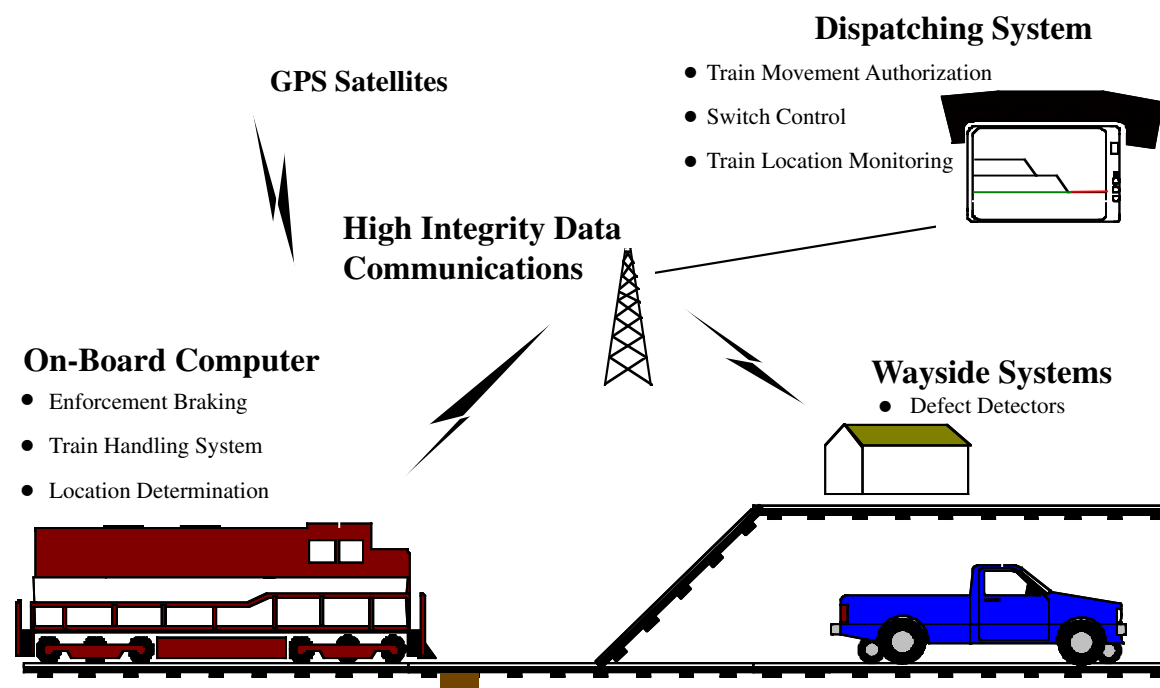 Dispatching System
● Train Movement Authorization
● Switch Control
● Train Location Monitoring
GPS Satellites
High Integrity Data
Communications
On-Board Computer
● Enforcement Braking
● Train Handling System
● Location Determination
Wayside Systems
● Defect Detectors